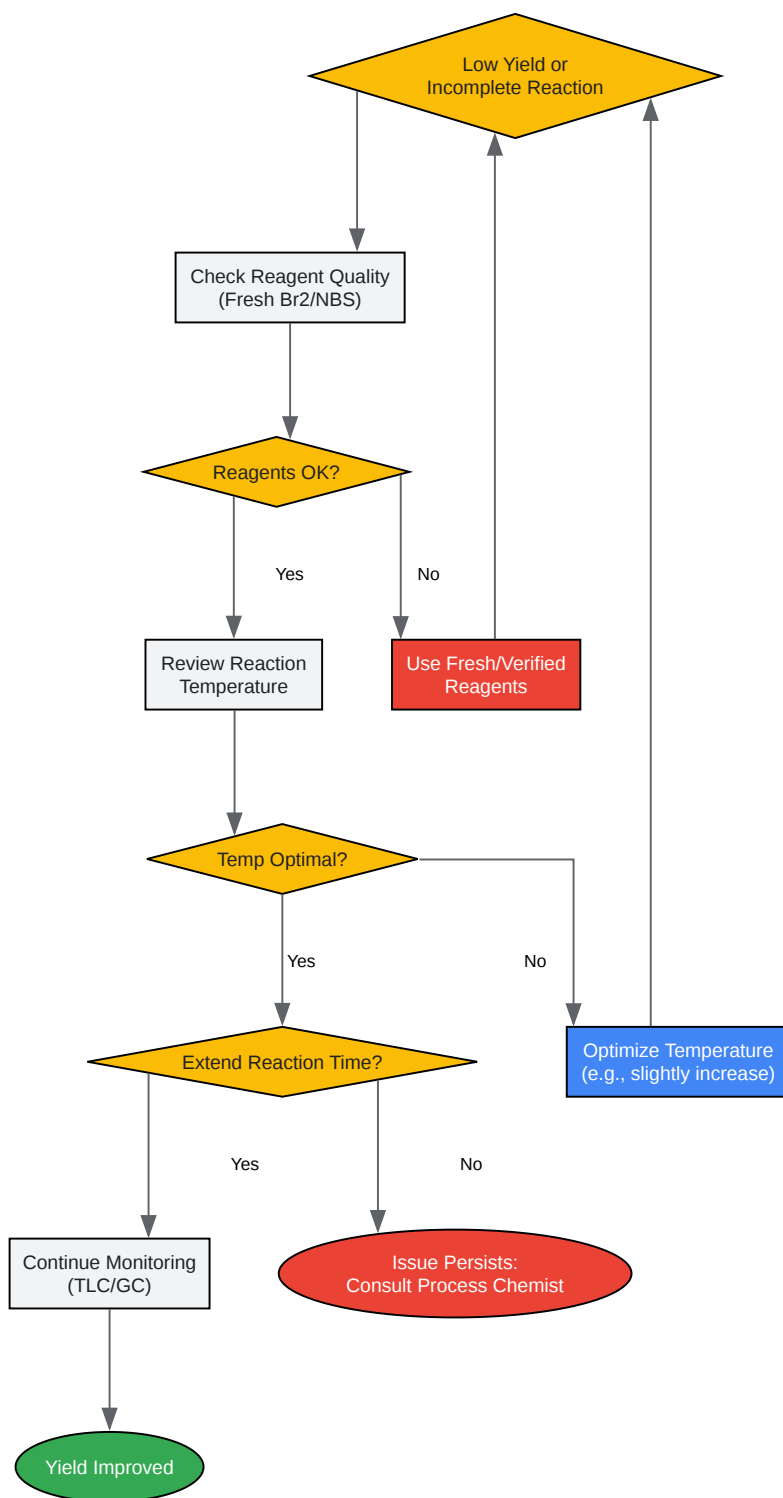 Low Yield or
Incomplete Reaction
Check Reagent Quality
(Fresh Br2/NBS)
Reagents OK?
Yes
No
Review Reaction
Temperature
Use Fresh/Verified
Reagents
Temp Optimal?
Yes
No
Extend Reaction Time?
Optimize Temperature
(e.g., slightly increase)
Yes
No
Continue Monitoring
(TLC/GC)
Issue Persists:
Consult Process Chemist
Yield Improved